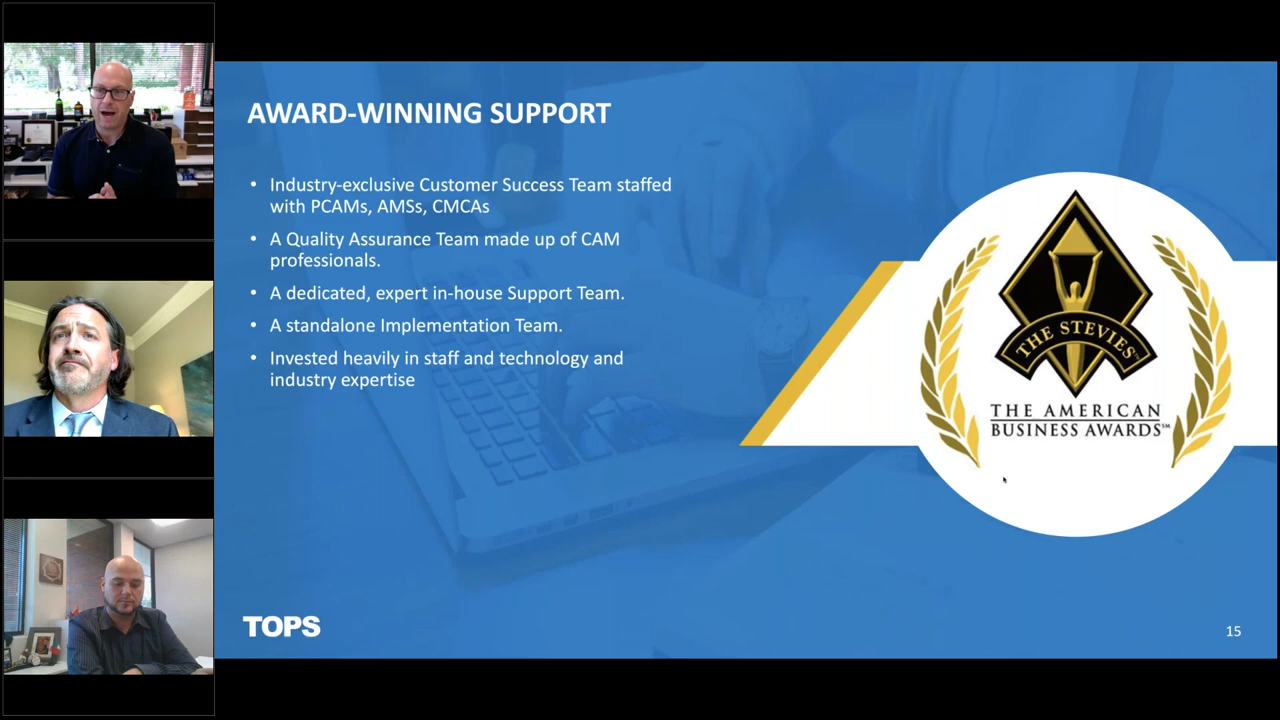 AWARD-WINNING SUPPORT
• Industry-exclusive Customer Success Team staffed
with PCAMs, AMSs, CMCAs
• A Quality Assurance Team made up of CAM
professionals.
• A dedicated, expert in-house Support Team.
• A standalone Implementation Team.
• Invested heavily in staff and technology and
industry expertise
THE STEVIES™
THE AMERICAN
BUSINESS AWARDS℠
TOPS
15